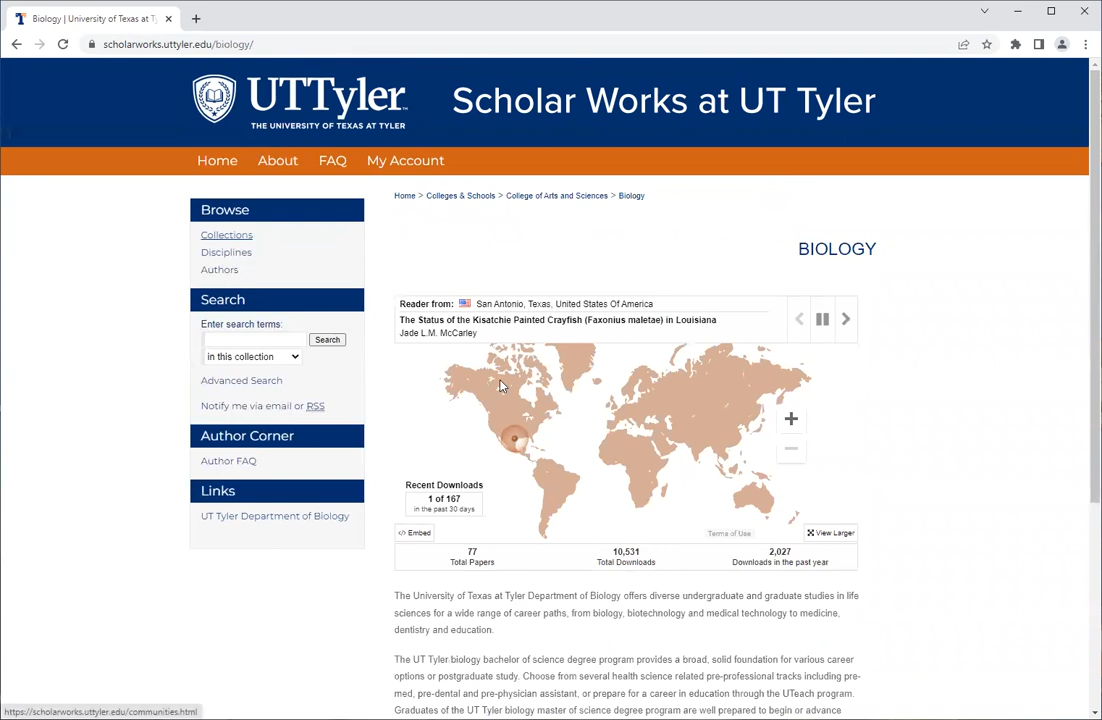 Biology | University of Texas at T
scholarworks.uttyler.edu/biology/
UTTyler
THE UNIVERSITY OF TEXAS AT TYLER
Scholar Works at UT Tyler
Home About FAQ My Account
Home > Colleges & Schools > College of Arts and Sciences > Biology
Browse
Collections
Disciplines
Authors
Search
Enter search terms:
Search
in this collection
Advanced Search
Notify me via email or RSS
Author Corner
Author FAQ
Links
UT Tyler Department of Biology
BIOLOGY
Reader from: San Antonio, Texas, United States Of America
The Status of the Kisatchie Painted Crayfish (Faxonius maletae) in Louisiana
Jade L.M. McCarley
+
−
Recent Downloads
1 of 167
in the past 30 days
</> Embed
Terms of Use
View Larger
77
Total Papers
10,531
Total Downloads
2,027
Downloads in the past year
The University of Texas at Tyler Department of Biology offers diverse undergraduate and graduate studies in life
sciences for a wide range of career paths, from biology, biotechnology and medical technology to medicine,
dentistry and education.
The UT Tyler biology bachelor of science degree program provides a broad, solid foundation for various career
options or postgraduate study. Choose from several health science related pre-professional tracks including pre-
med, pre-dental and pre-physician assistant, or prepare for a career in education through the UTeach program.
Graduates of the UT Tyler biology master of science degree program are well prepared to begin or advance
https://scholarworks.uttyler.edu/communities.html